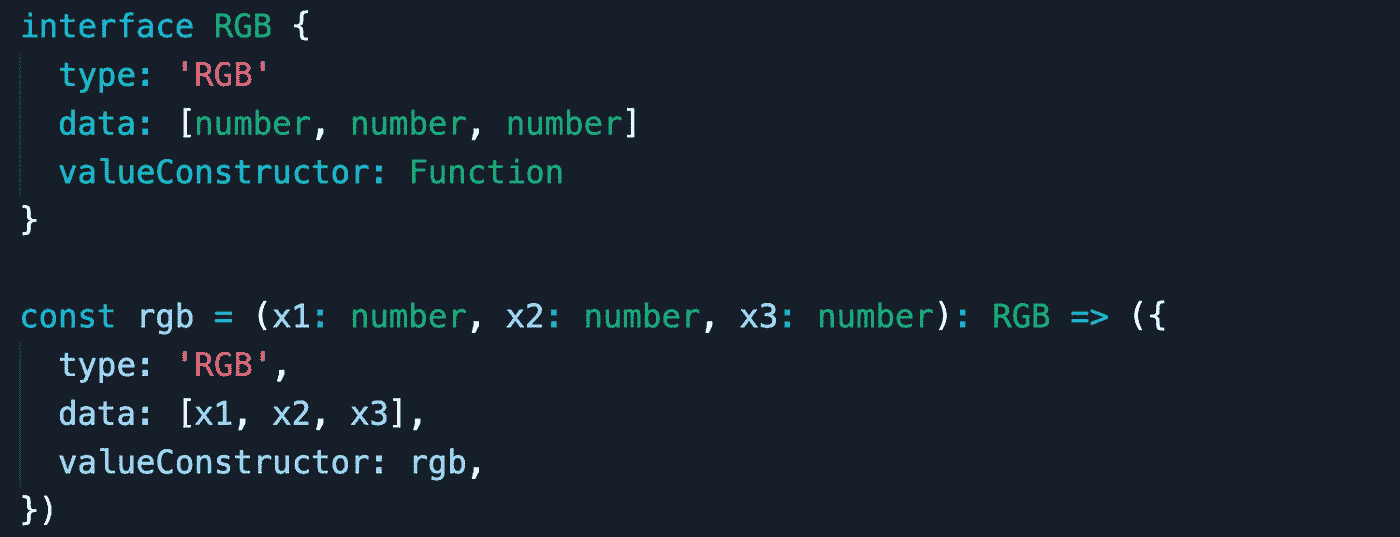 interface RGB {
  type: 'RGB'
  data: [number, number, number]
  valueConstructor: Function
}

const rgb = (x1: number, x2: number, x3: number): RGB => ({
  type: 'RGB',
  data: [x1, x2, x3],
  valueConstructor: rgb,
})